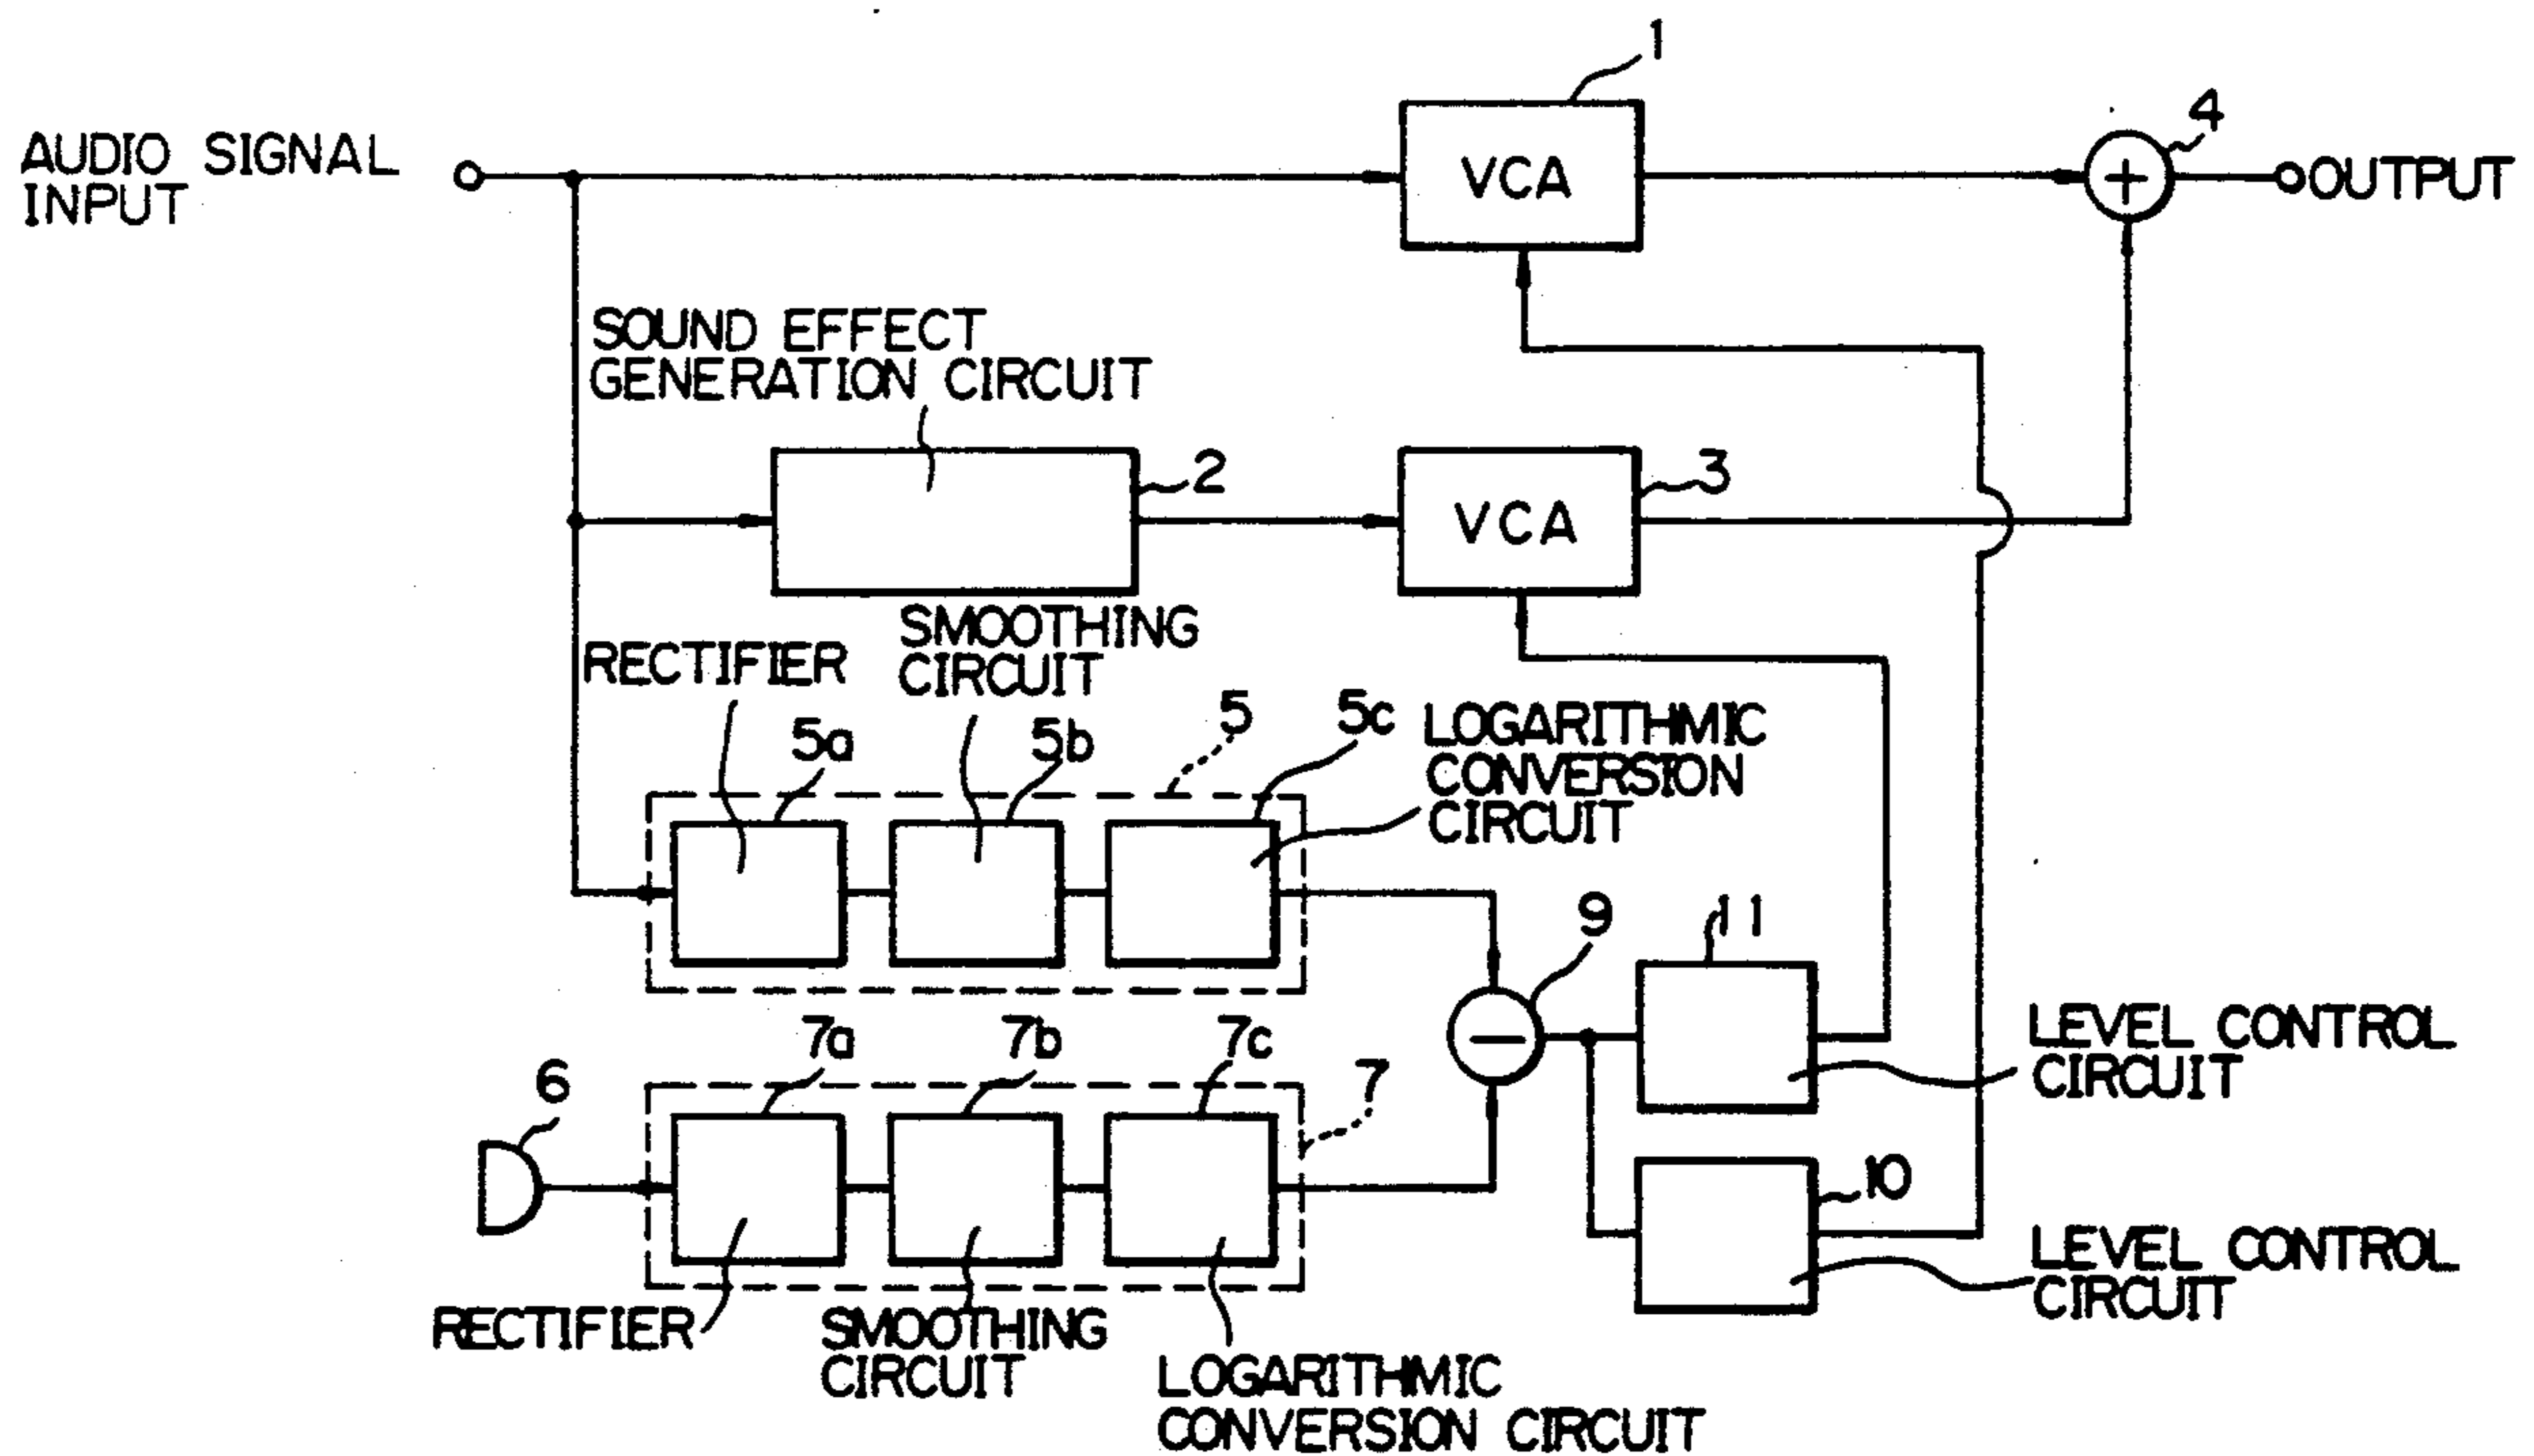 1
4
AUDIO SIGNAL
INPUT
VCA
+
OUTPUT
SOUND EFFECT
GENERATION CIRCUIT
2
VCA
3
SMOOTHING
CIRCUIT
RECTIFIER
5a
5b
5
5c
LOGARITHMIC
CONVERSION
CIRCUIT
9
11
−
LEVEL CONTROL
CIRCUIT
6
7a
7b
7c
7
10
LEVEL CONTROL
CIRCUIT
RECTIFIER
SMOOTHING
CIRCUIT
LOGARITHMIC
CONVERSION CIRCUIT